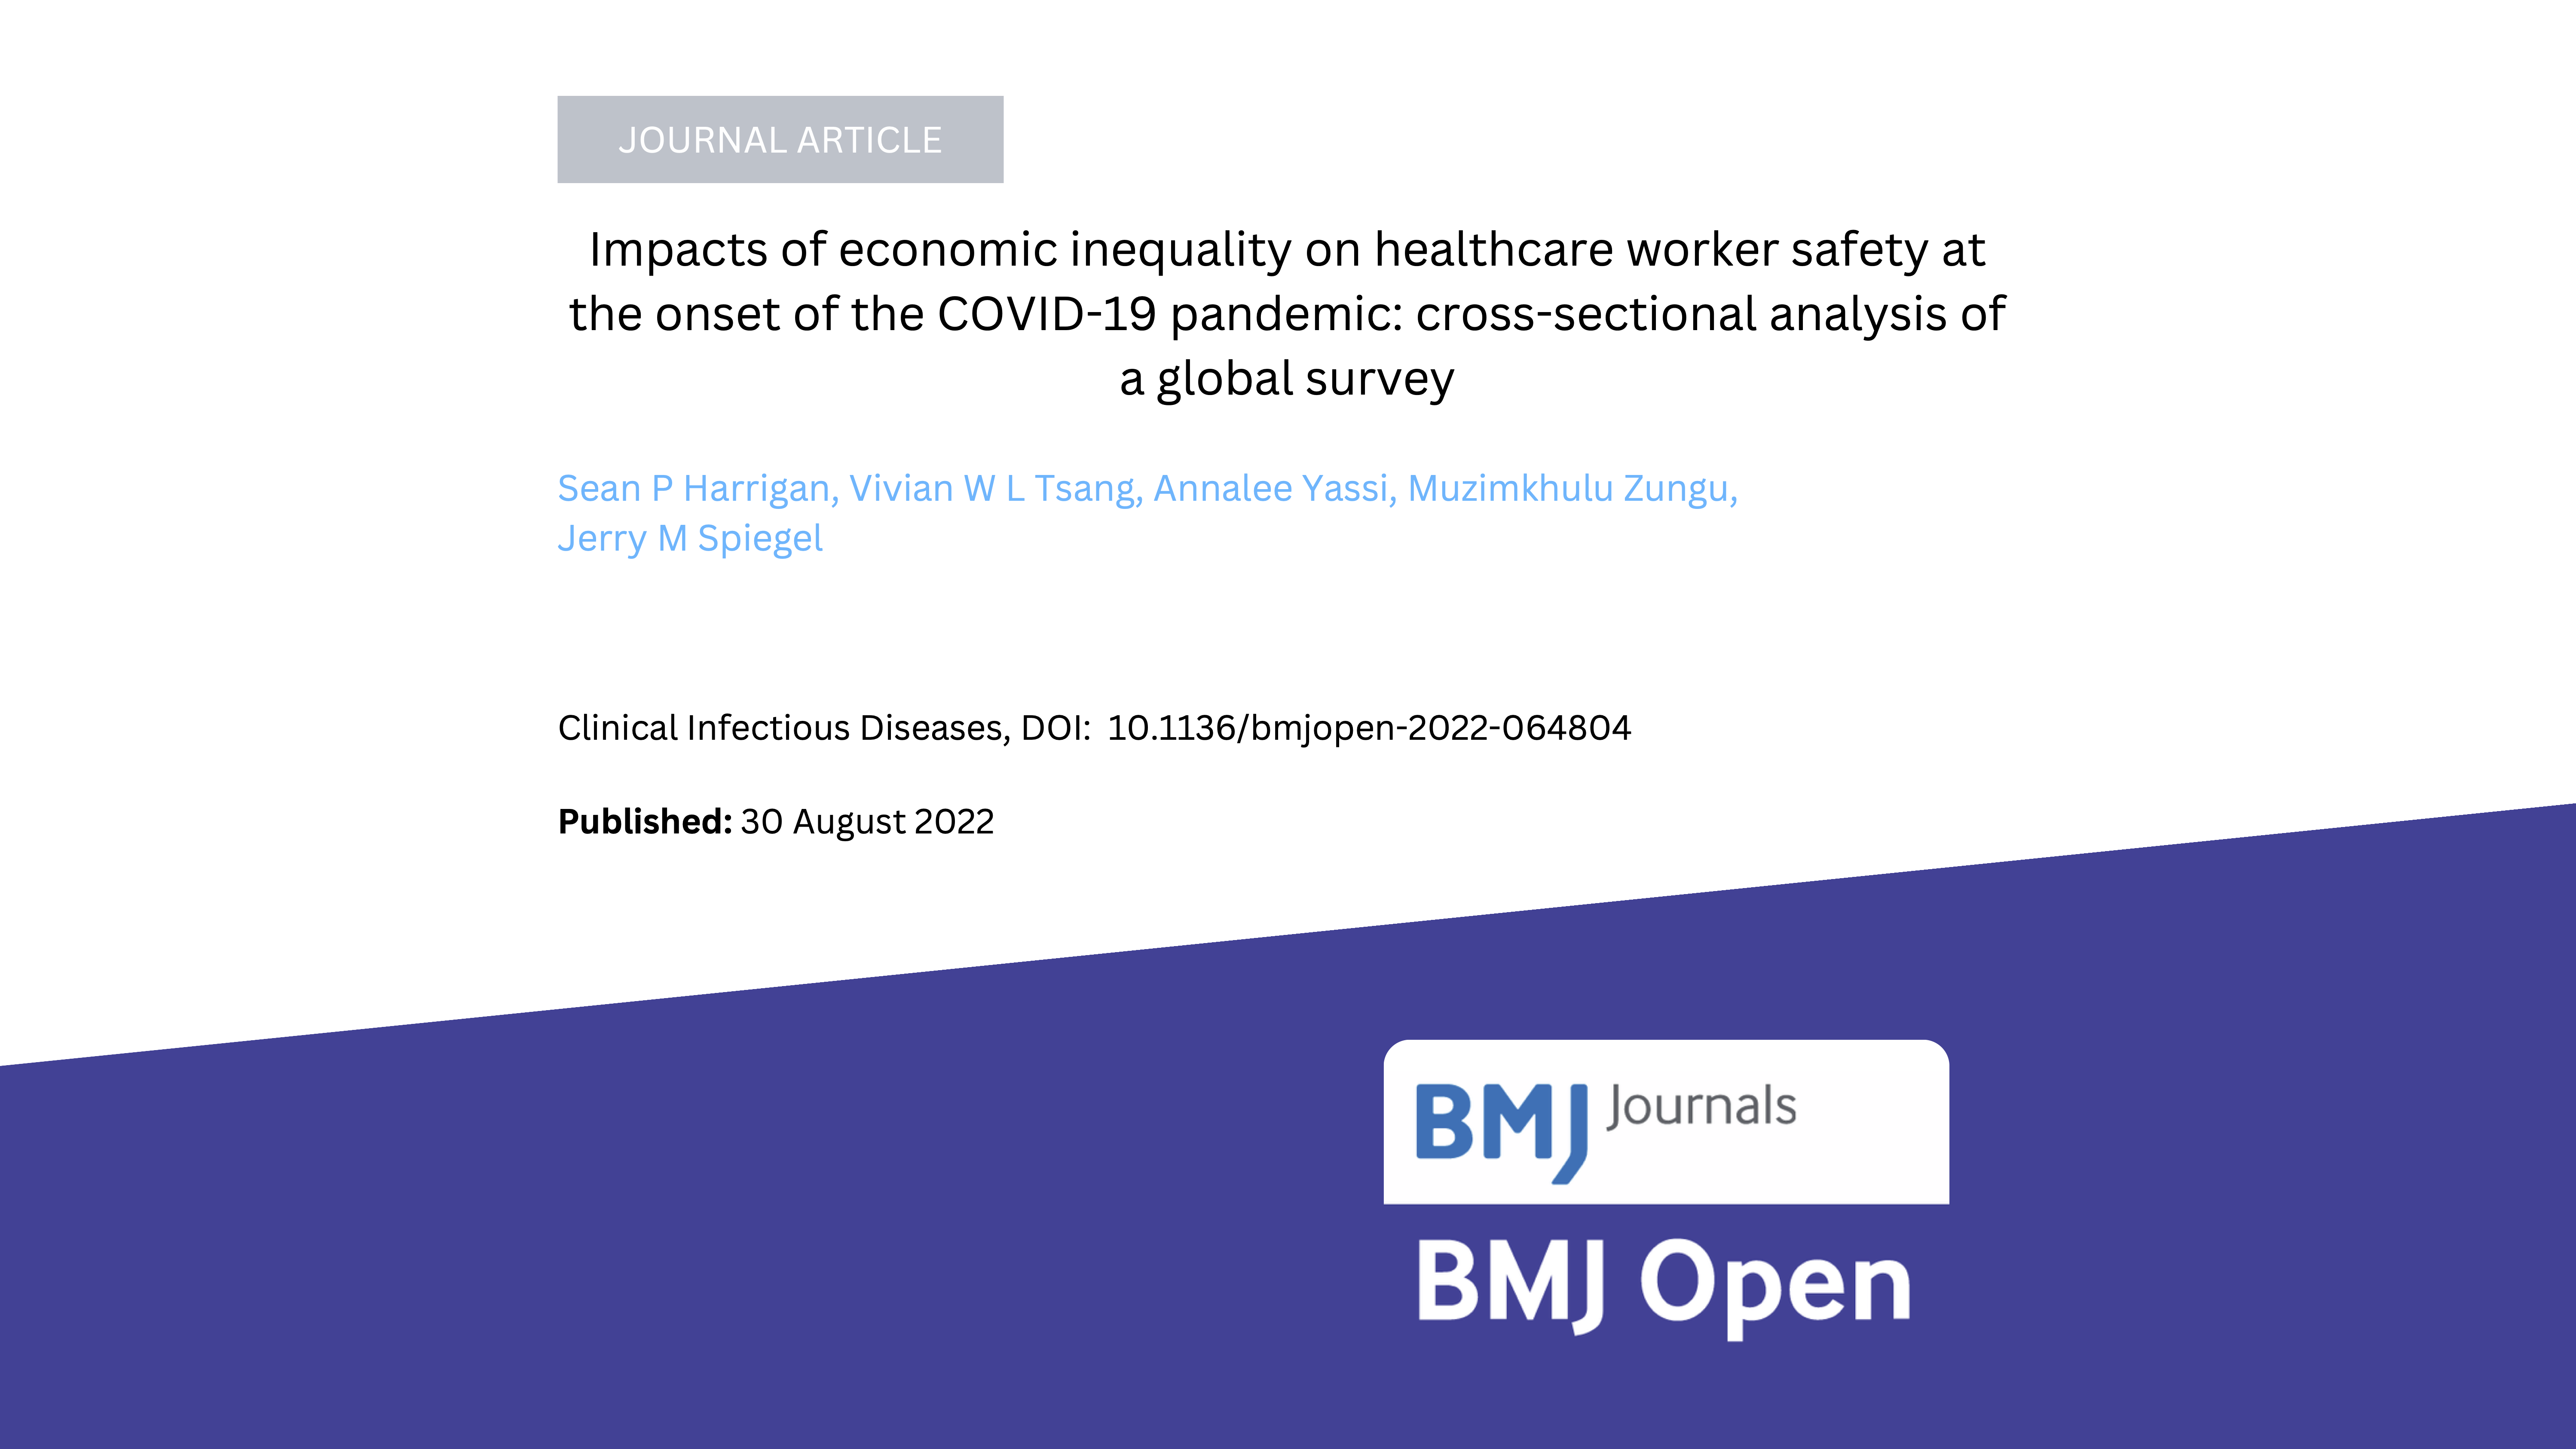 JOURNAL ARTICLE
Impacts of economic inequality on healthcare worker safety at
the onset of the COVID-19 pandemic: cross-sectional analysis of
a global survey
Sean P Harrigan, Vivian W L Tsang, Annalee Yassi, Muzimkhulu Zungu,
Jerry M Spiegel
Clinical Infectious Diseases, DOI: 10.1136/bmjopen-2022-064804
Published: 30 August 2022
BMJ Journals
BMJ Open